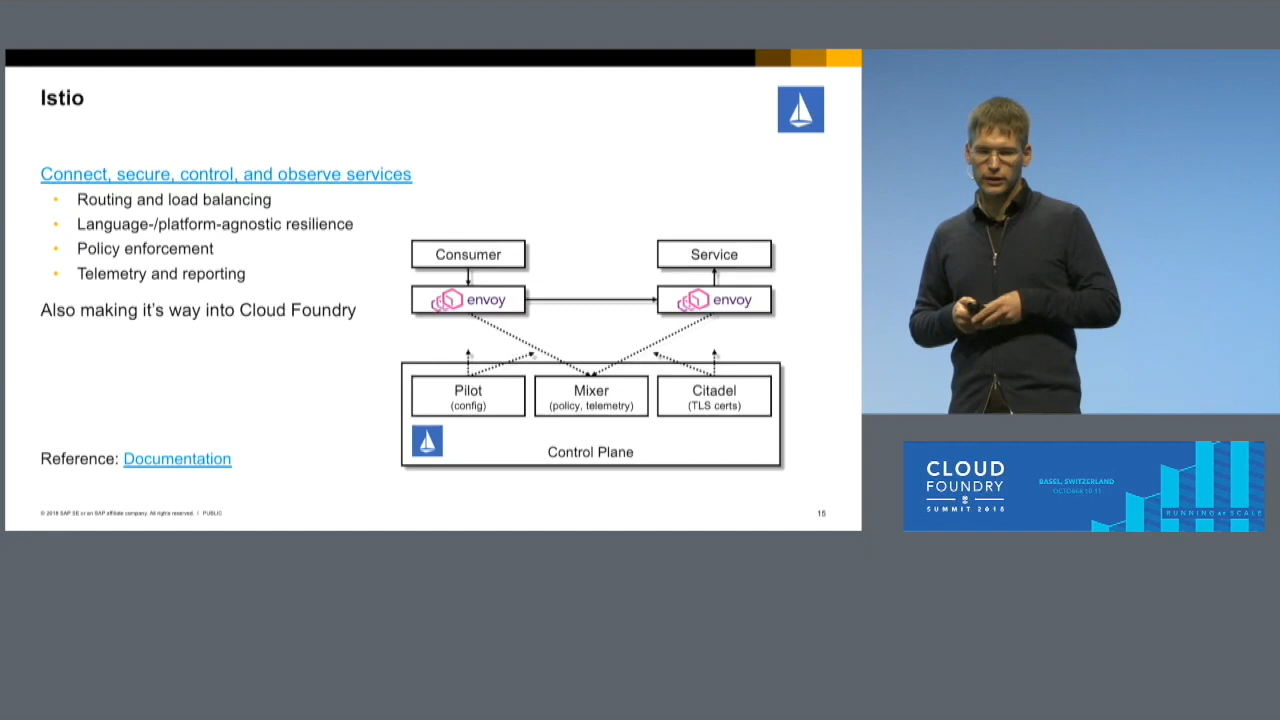 Istio
Connect, secure, control, and observe services
• Routing and load balancing
• Language-/platform-agnostic resilience
• Policy enforcement
• Telemetry and reporting
Also making it's way into Cloud Foundry
Consumer
Service
envoy
envoy
Pilot
(config)
Mixer
(policy, telemetry)
Citadel
(TLS certs)
Control Plane
Reference: Documentation
© 2018 SAP SE or an SAP affiliate company. All rights reserved. | PUBLIC
15
CLOUD
FOUNDRY
SUMMIT 2018
BASEL, SWITZERLAND
OCTOBER 10-11
RUNNING AT SCALE